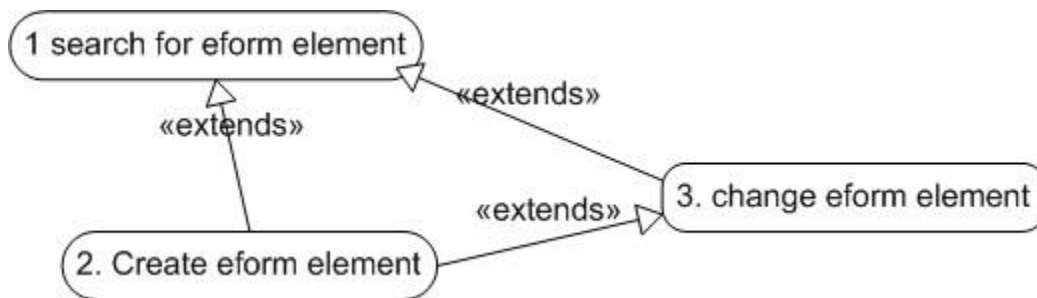 1 search for eform element
«extends»
«extends»
3. change eform element
«extends»
2. Create eform element